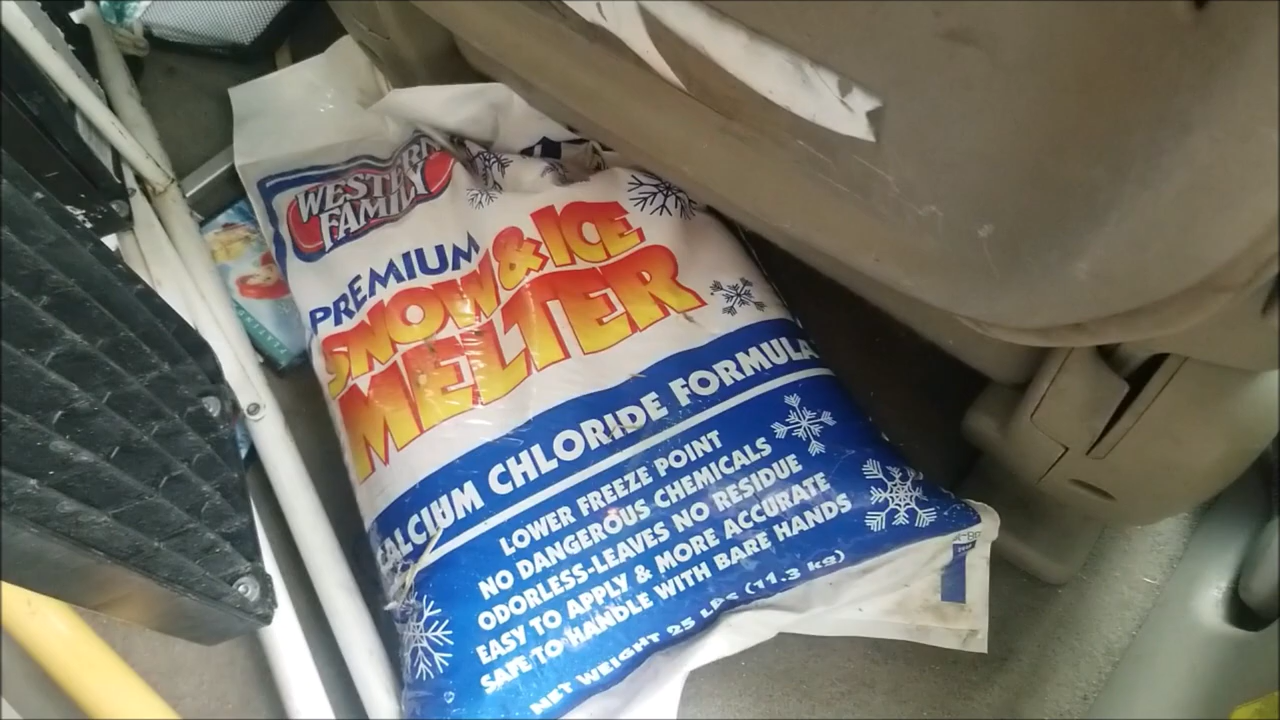 WESTERN
FAMILY
PREMIUM
SNOW & ICE
MELTER
CALCIUM CHLORIDE FORMULA
LOWER FREEZE POINT
NO DANGEROUS CHEMICALS
ODORLESS-LEAVES NO RESIDUE
EASY TO APPLY & MORE ACCURATE
SAFE TO HANDLE WITH BARE HANDS
NET WEIGHT 25 LBS (11.3 kg)